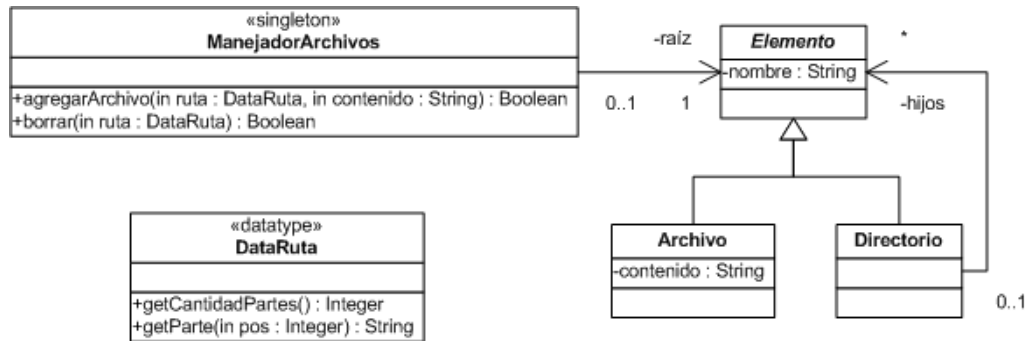 «singleton»
ManejadorArchivos
+agregarArchivo(in ruta : DataRuta, in contenido : String) : Boolean
+borrar(in ruta : DataRuta) : Boolean
-raíz
0..1
1
Elemento
-nombre : String
*
-hijos
«datatype»
DataRuta
+getCantidadPartes() : Integer
+getParte(in pos : Integer) : String
Archivo
-contenido : String
Directorio
0..1